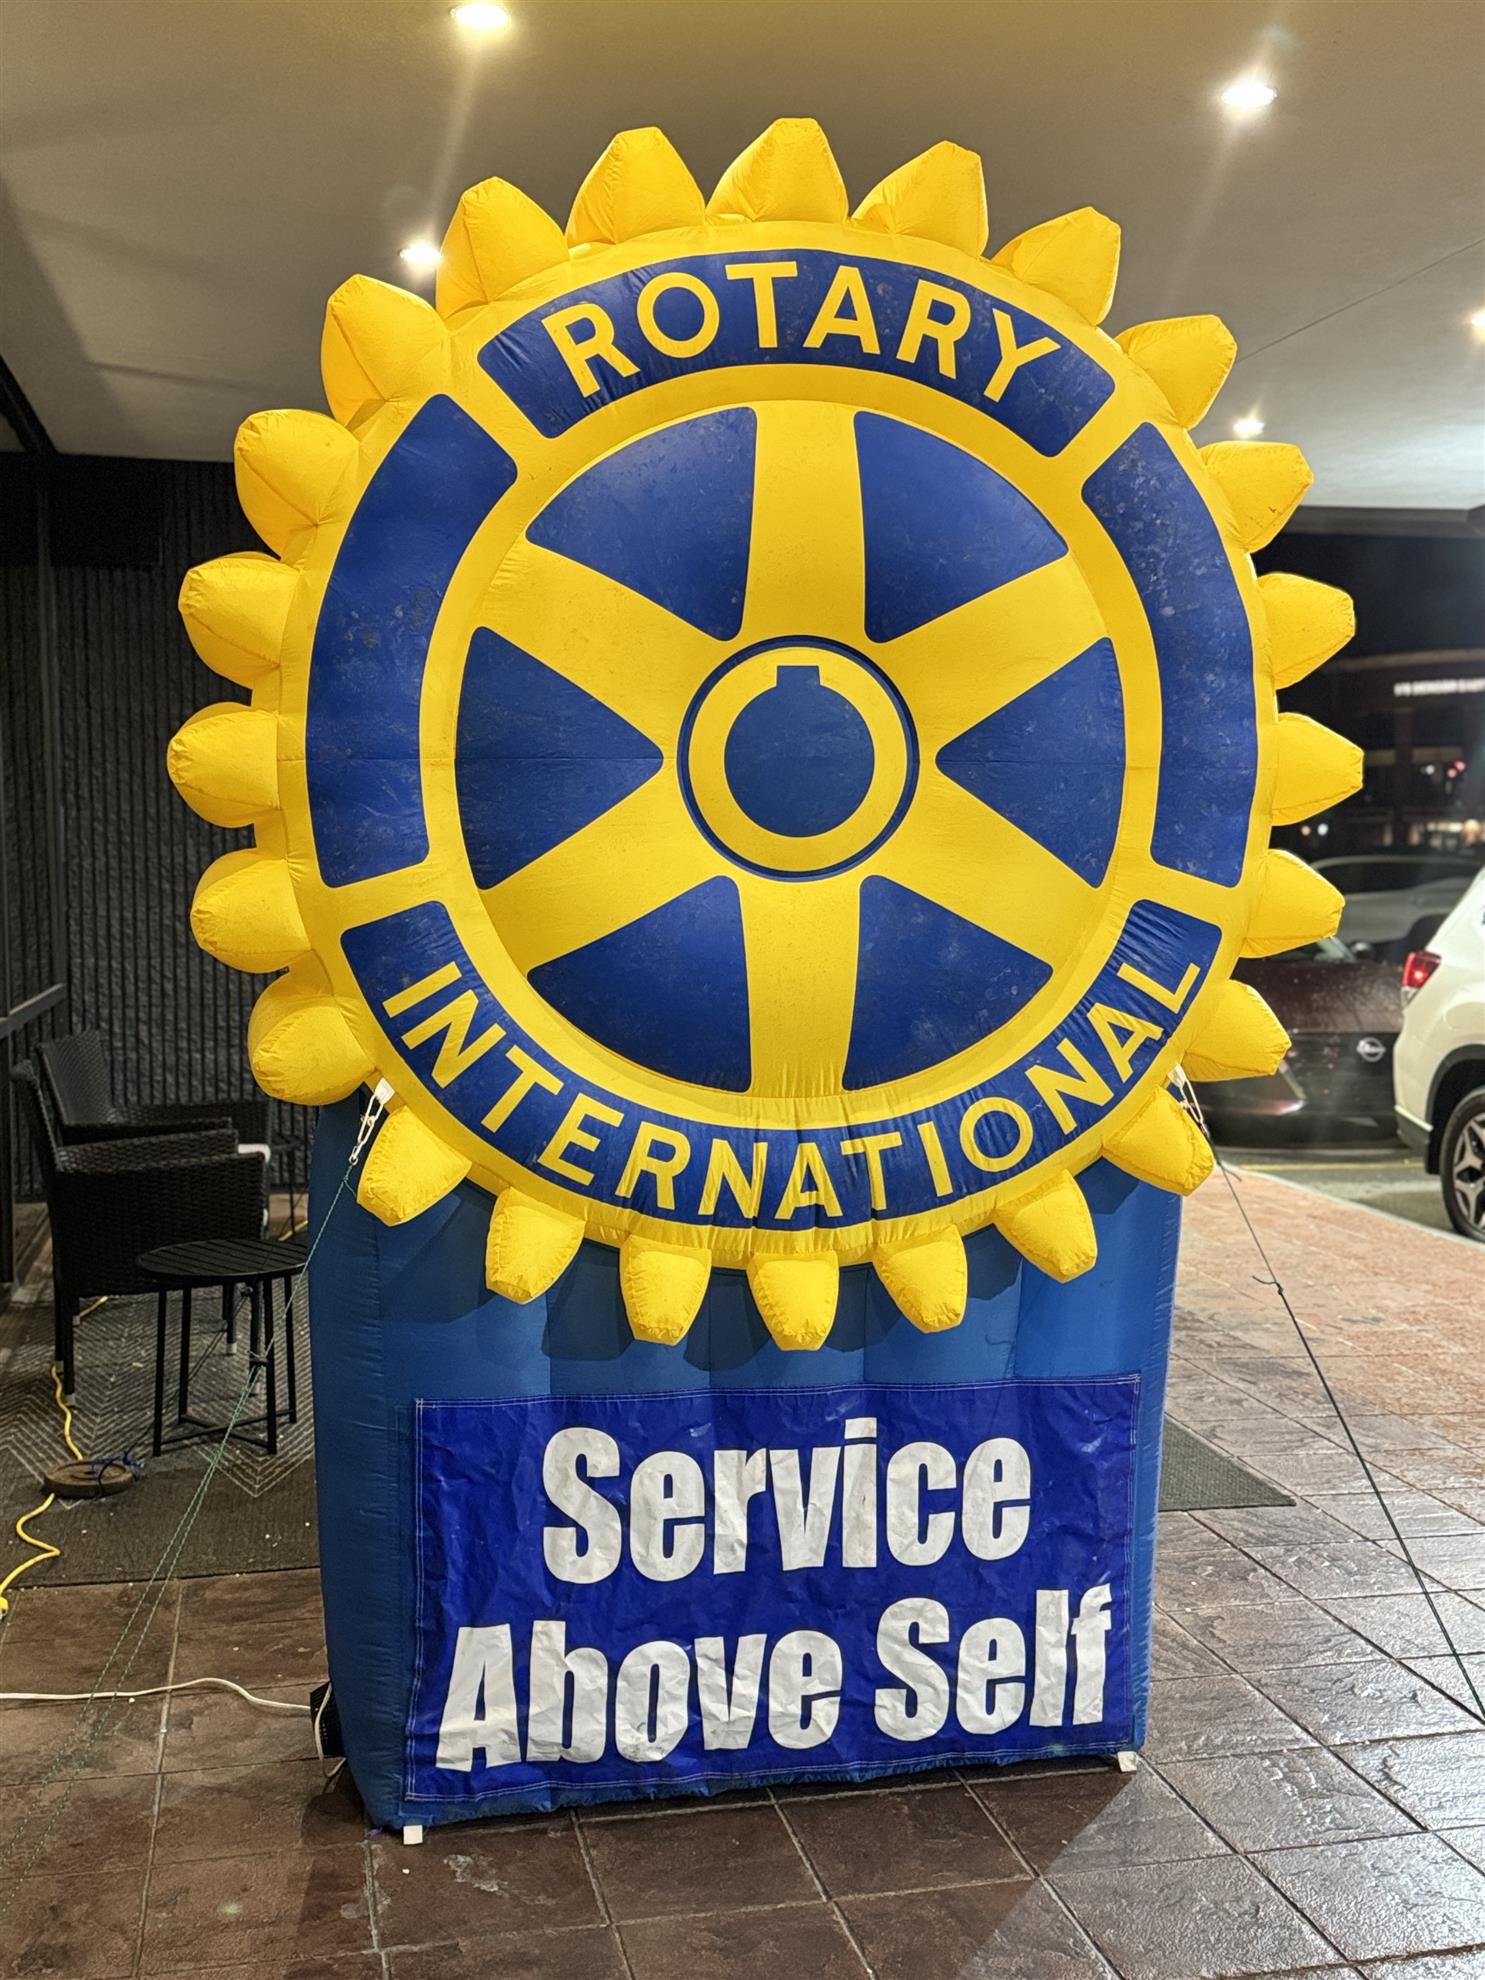 ROTARY
INTERNATIONAL
Service
Above Self